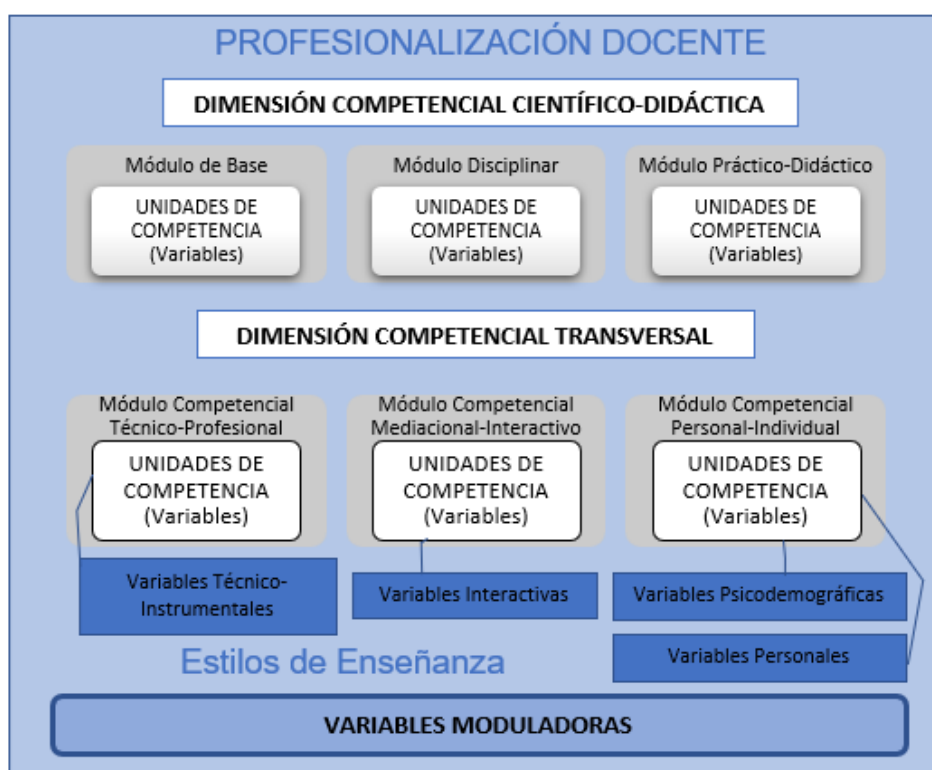 PROFESIONALIZACIÓN DOCENTE
DIMENSIÓN COMPETENCIAL CIENTÍFICO-DIDÁCTICA
Módulo de Base
UNIDADES DE
COMPETENCIA
(Variables)
Módulo Disciplinar
UNIDADES DE
COMPETENCIA
(Variables)
Módulo Práctico-Didáctico
UNIDADES DE
COMPETENCIA
(Variables)
DIMENSIÓN COMPETENCIAL TRANSVERSAL
Módulo Competencial
Técnico-Profesional
UNIDADES DE
COMPETENCIA
(Variables)
Variables Técnico-
Instrumentales
Módulo Competencial
Mediacional-Interactivo
UNIDADES DE
COMPETENCIA
(Variables)
Variables Interactivas
Módulo Competencial
Personal-Individual
UNIDADES DE
COMPETENCIA
(Variables)
Variables Psicodemográficas
Variables Personales
Estilos de Enseñanza
VARIABLES MODULADORAS